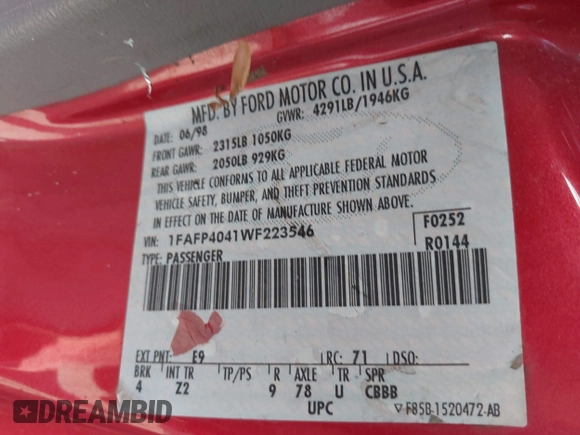 MFD. BY FORD MOTOR CO. IN U.S.A.
DATE: 06/98 GVWR: 4291LB/1946KG
FRONT GAWR: 2315LB 1050KG
REAR GAWR: 2050LB 929KG
THIS VEHICLE CONFORMS TO ALL APPLICABLE FEDERAL MOTOR
VEHICLE SAFETY, BUMPER, AND THEFT PREVENTION STANDARDS
IN EFFECT ON THE DATE OF MANUFACTURE SHOWN ABOVE.
VIN: 1FAFP4041WF223546 F0252
TYPE: PASSENGER R0144
EXT PNT: E9 RC: 71 DSO:
BRK INT TR TP/PS R AXLE TR SPR
4 Z2 9 78 U CBBB
UPC ▽ F85B-1520472-AB
DREAMBID